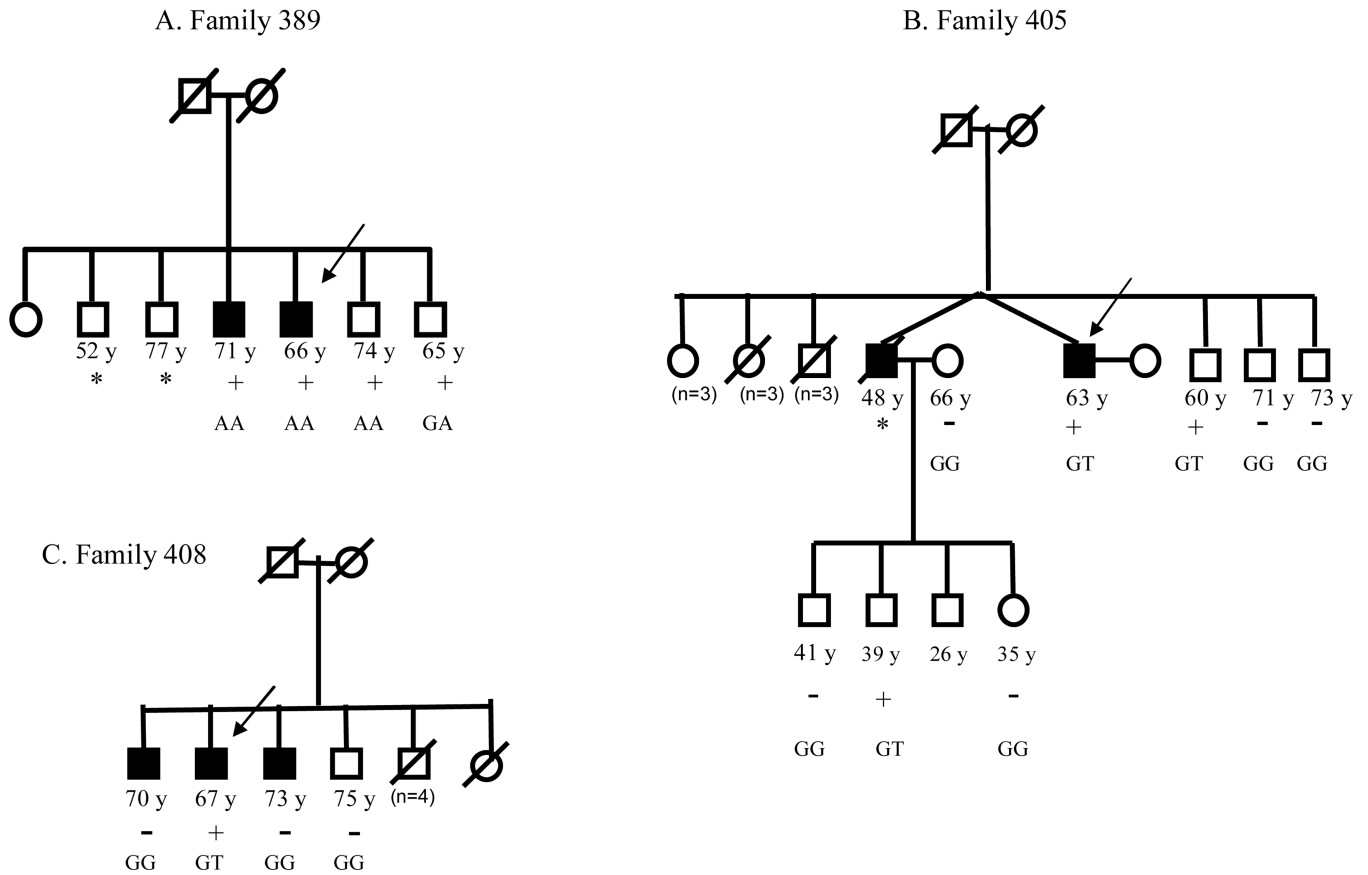 A. Family 389
52 y 77 y 71 y 66 y 74 y 65 y
* * + + + +
AA AA AA GA
B. Family 405
(n=3) (n=3) (n=3) 48 y 66 y 63 y 60 y 71 y 73 y
* - + + - -
GG GT GT GG GG
41 y 39 y 26 y 35 y
- + -
GG GT GG
C. Family 408
70 y 67 y 73 y 75 y (n=4)
- + - -
GG GT GG GG